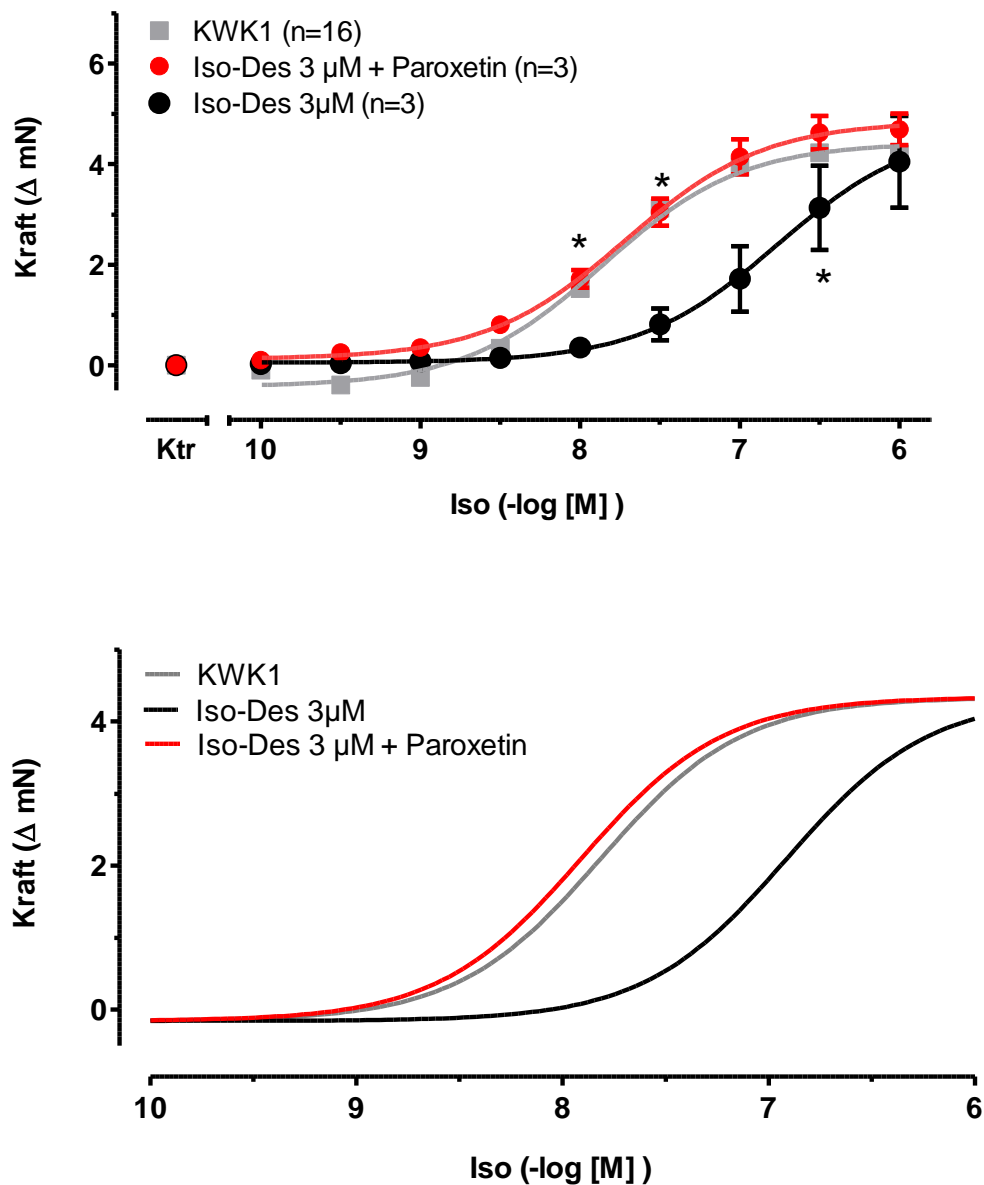 KWK1 (n=16)
Iso-Des 3 µM + Paroxetin (n=3)
Iso-Des 3µM (n=3)
6
4
2
0
Kraft (Δ mN)
*
*
*
Ktr
10
9
8
7
6
Iso (-log [M] )
KWK1
Iso-Des 3µM
Iso-Des 3 µM + Paroxetin
4
2
0
Kraft (Δ mN)
10
9
8
7
6
Iso (-log [M] )